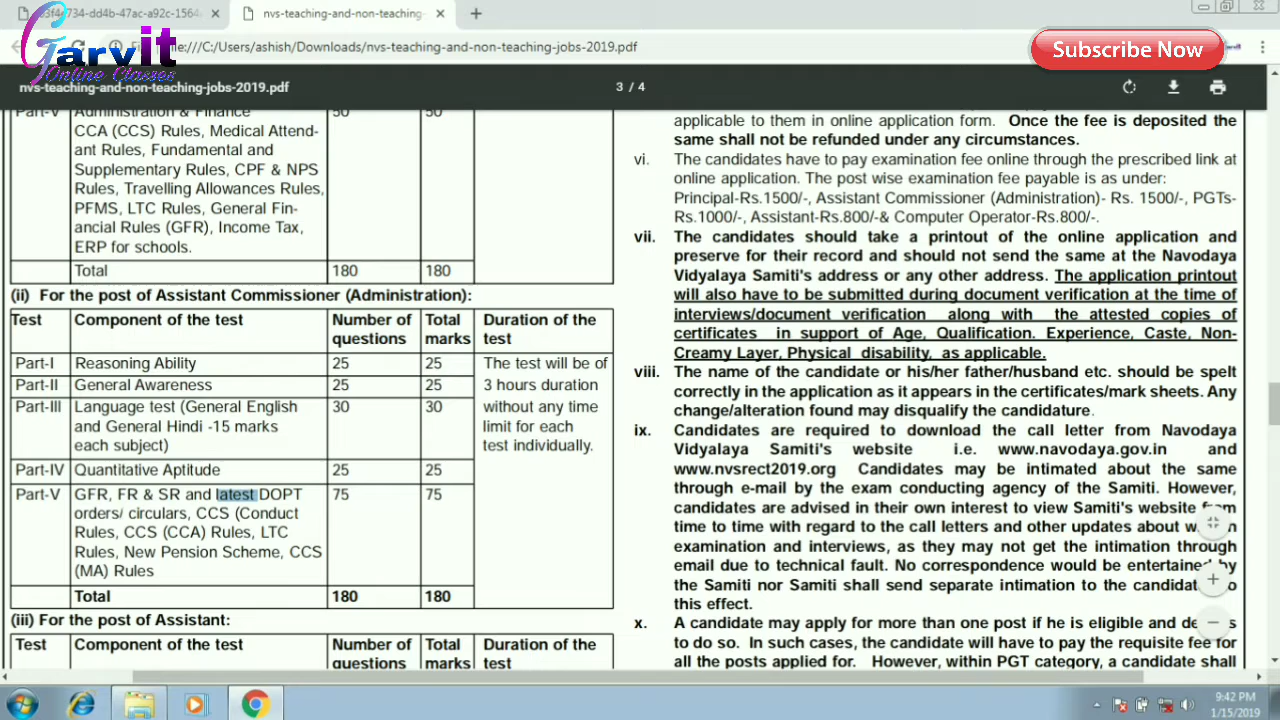 3f4e734-dd4b-47ac-a92c-1564
nvs-teaching-and-non-teaching-
Garvit
Online Classes
///C:/Users/ashish/Downloads/nvs-teaching-and-non-teaching-jobs-2019.pdf
Subscribe Now
nvs-teaching-and-non-teaching-jobs-2019.pdf
3 / 4
Part-V Administration & Finance 50 50
CCA (CCS) Rules, Medical Attend-
ant Rules, Fundamental and
Supplementary Rules, CPF & NPS
Rules, Travelling Allowances Rules,
PFMS, LTC Rules, General Fin-
ancial Rules (GFR), Income Tax,
ERP for schools.
Total 180 180
(ii) For the post of Assistant Commissioner (Administration):
Test Component of the test Number of questions Total marks Duration of the test
Part-I Reasoning Ability 25 25 The test will be of
Part-II General Awareness 25 25 3 hours duration
Part-III Language test (General English 30 30 without any time
and General Hindi -15 marks limit for each
each subject) test individually.
Part-IV Quantitative Aptitude 25 25
Part-V GFR, FR & SR and latest DOPT 75 75
orders/ circulars, CCS (Conduct
Rules, CCS (CCA) Rules, LTC
Rules, New Pension Scheme, CCS
(MA) Rules
Total 180 180
(iii) For the post of Assistant:
Test Component of the test Number of questions Total marks Duration of the test
applicable to them in online application form. Once the fee is deposited the
same shall not be refunded under any circumstances.
vi. The candidates have to pay examination fee online through the prescribed link at
online application. The post wise examination fee payable is as under:
Principal-Rs.1500/-, Assistant Commissioner (Administration)- Rs. 1500/-, PGTs-
Rs.1000/-, Assistant-Rs.800/-& Computer Operator-Rs.800/-.
vii. The candidates should take a printout of the online application and
preserve for their record and should not send the same at the Navodaya
Vidyalaya Samiti's address or any other address. The application printout
will also have to be submitted during document verification at the time of
interviews/document verification along with the attested copies of
certificates in support of Age, Qualification. Experience, Caste, Non-
Creamy Layer, Physical disability, as applicable.
viii. The name of the candidate or his/her father/husband etc. should be spelt
correctly in the application as it appears in the certificates/mark sheets. Any
change/alteration found may disqualify the candidature.
ix. Candidates are required to download the call letter from Navodaya
Vidyalaya Samiti's website i.e. www.navodaya.gov.in and
www.nvsrect2019.org Candidates may be intimated about the same
through e-mail by the exam conducting agency of the Samiti. However,
candidates are advised in their own interest to view Samiti's website from
time to time with regard to the call letters and other updates about
examination and interviews, as they may not get the intimation through
email due to technical fault. No correspondence would be entertained by
the Samiti nor Samiti shall send separate intimation to the
this effect.
x. A candidate may apply for more than one post if he is eligible and
to do so. In such cases, the candidate will have to pay the requisite fee for
all the posts applied for. However, within PGT category, a candidate shall
9:42 PM
1/15/2019